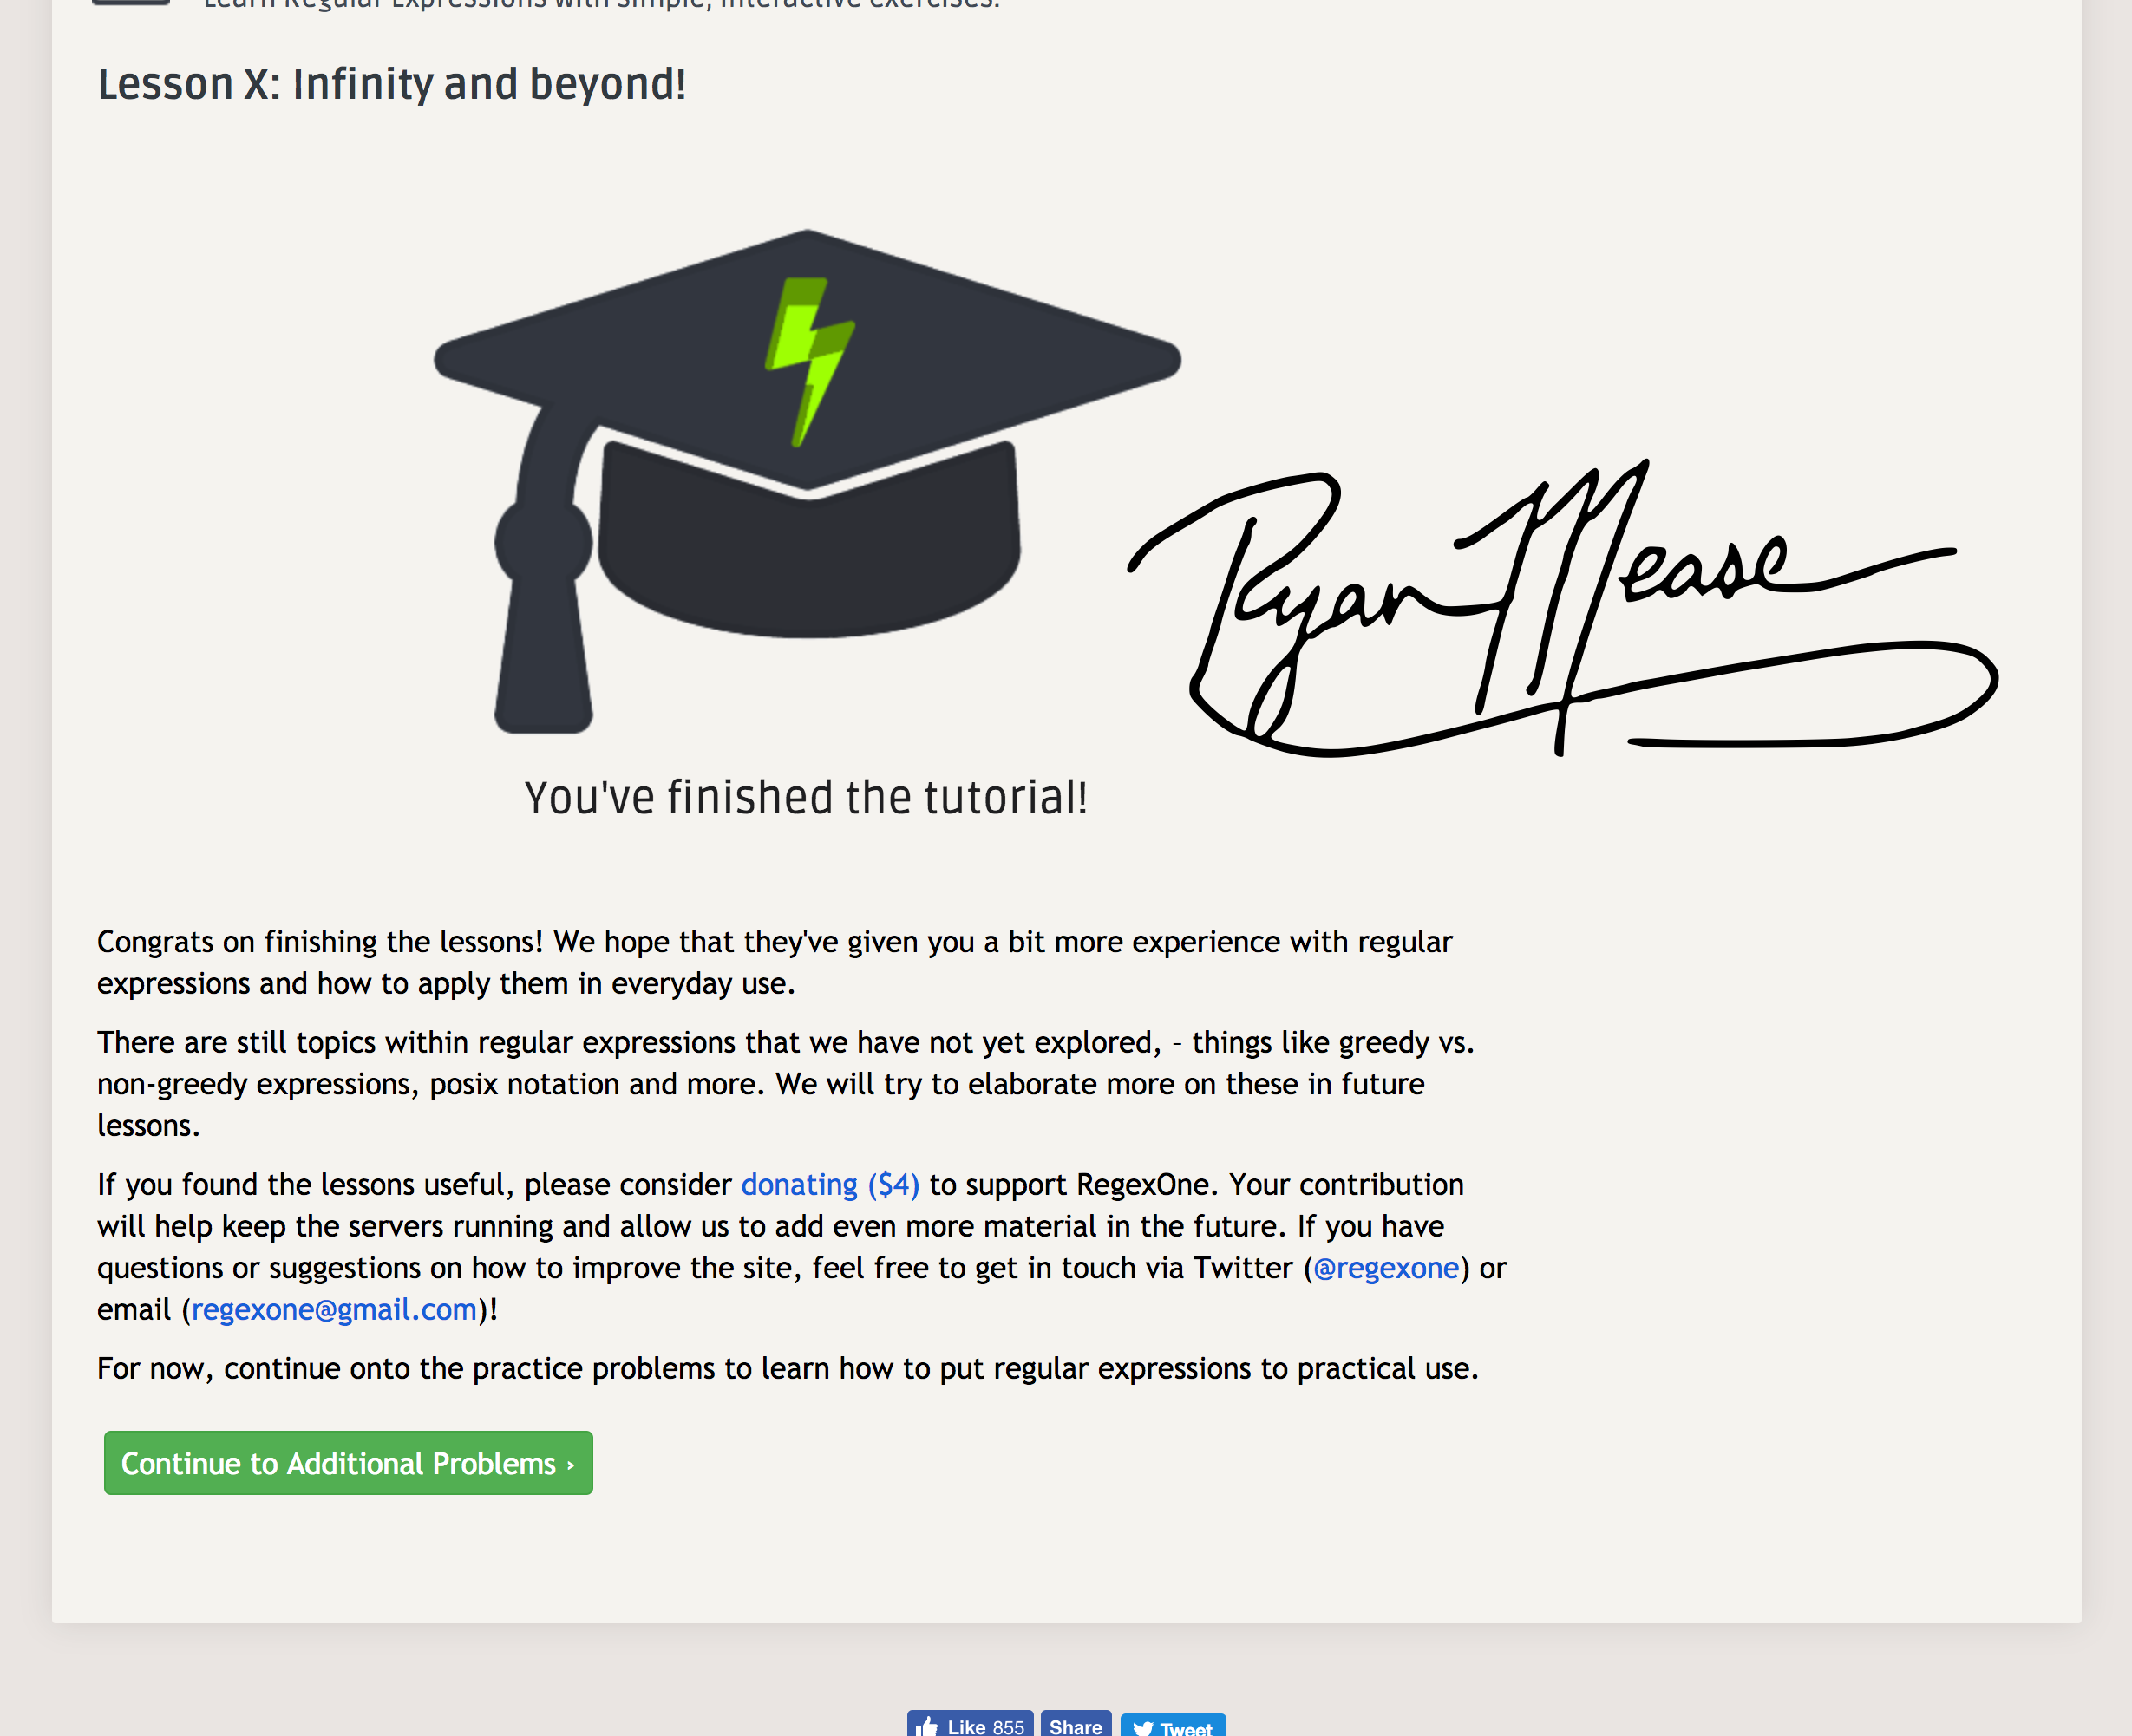 Learn Regular Expressions with simple, interactive exercises.
Lesson X: Infinity and beyond!
Ryan Mease
You've finished the tutorial!
Congrats on finishing the lessons! We hope that they've given you a bit more experience with regular
expressions and how to apply them in everyday use.
There are still topics within regular expressions that we have not yet explored, - things like greedy vs.
non-greedy expressions, posix notation and more. We will try to elaborate more on these in future
lessons.
If you found the lessons useful, please consider donating ($4) to support RegexOne. Your contribution
will help keep the servers running and allow us to add even more material in the future. If you have
questions or suggestions on how to improve the site, feel free to get in touch via Twitter (@regexone) or
email (regexone@gmail.com)!
For now, continue onto the practice problems to learn how to put regular expressions to practical use.
Continue to Additional Problems ›
Like 855 Share Tweet